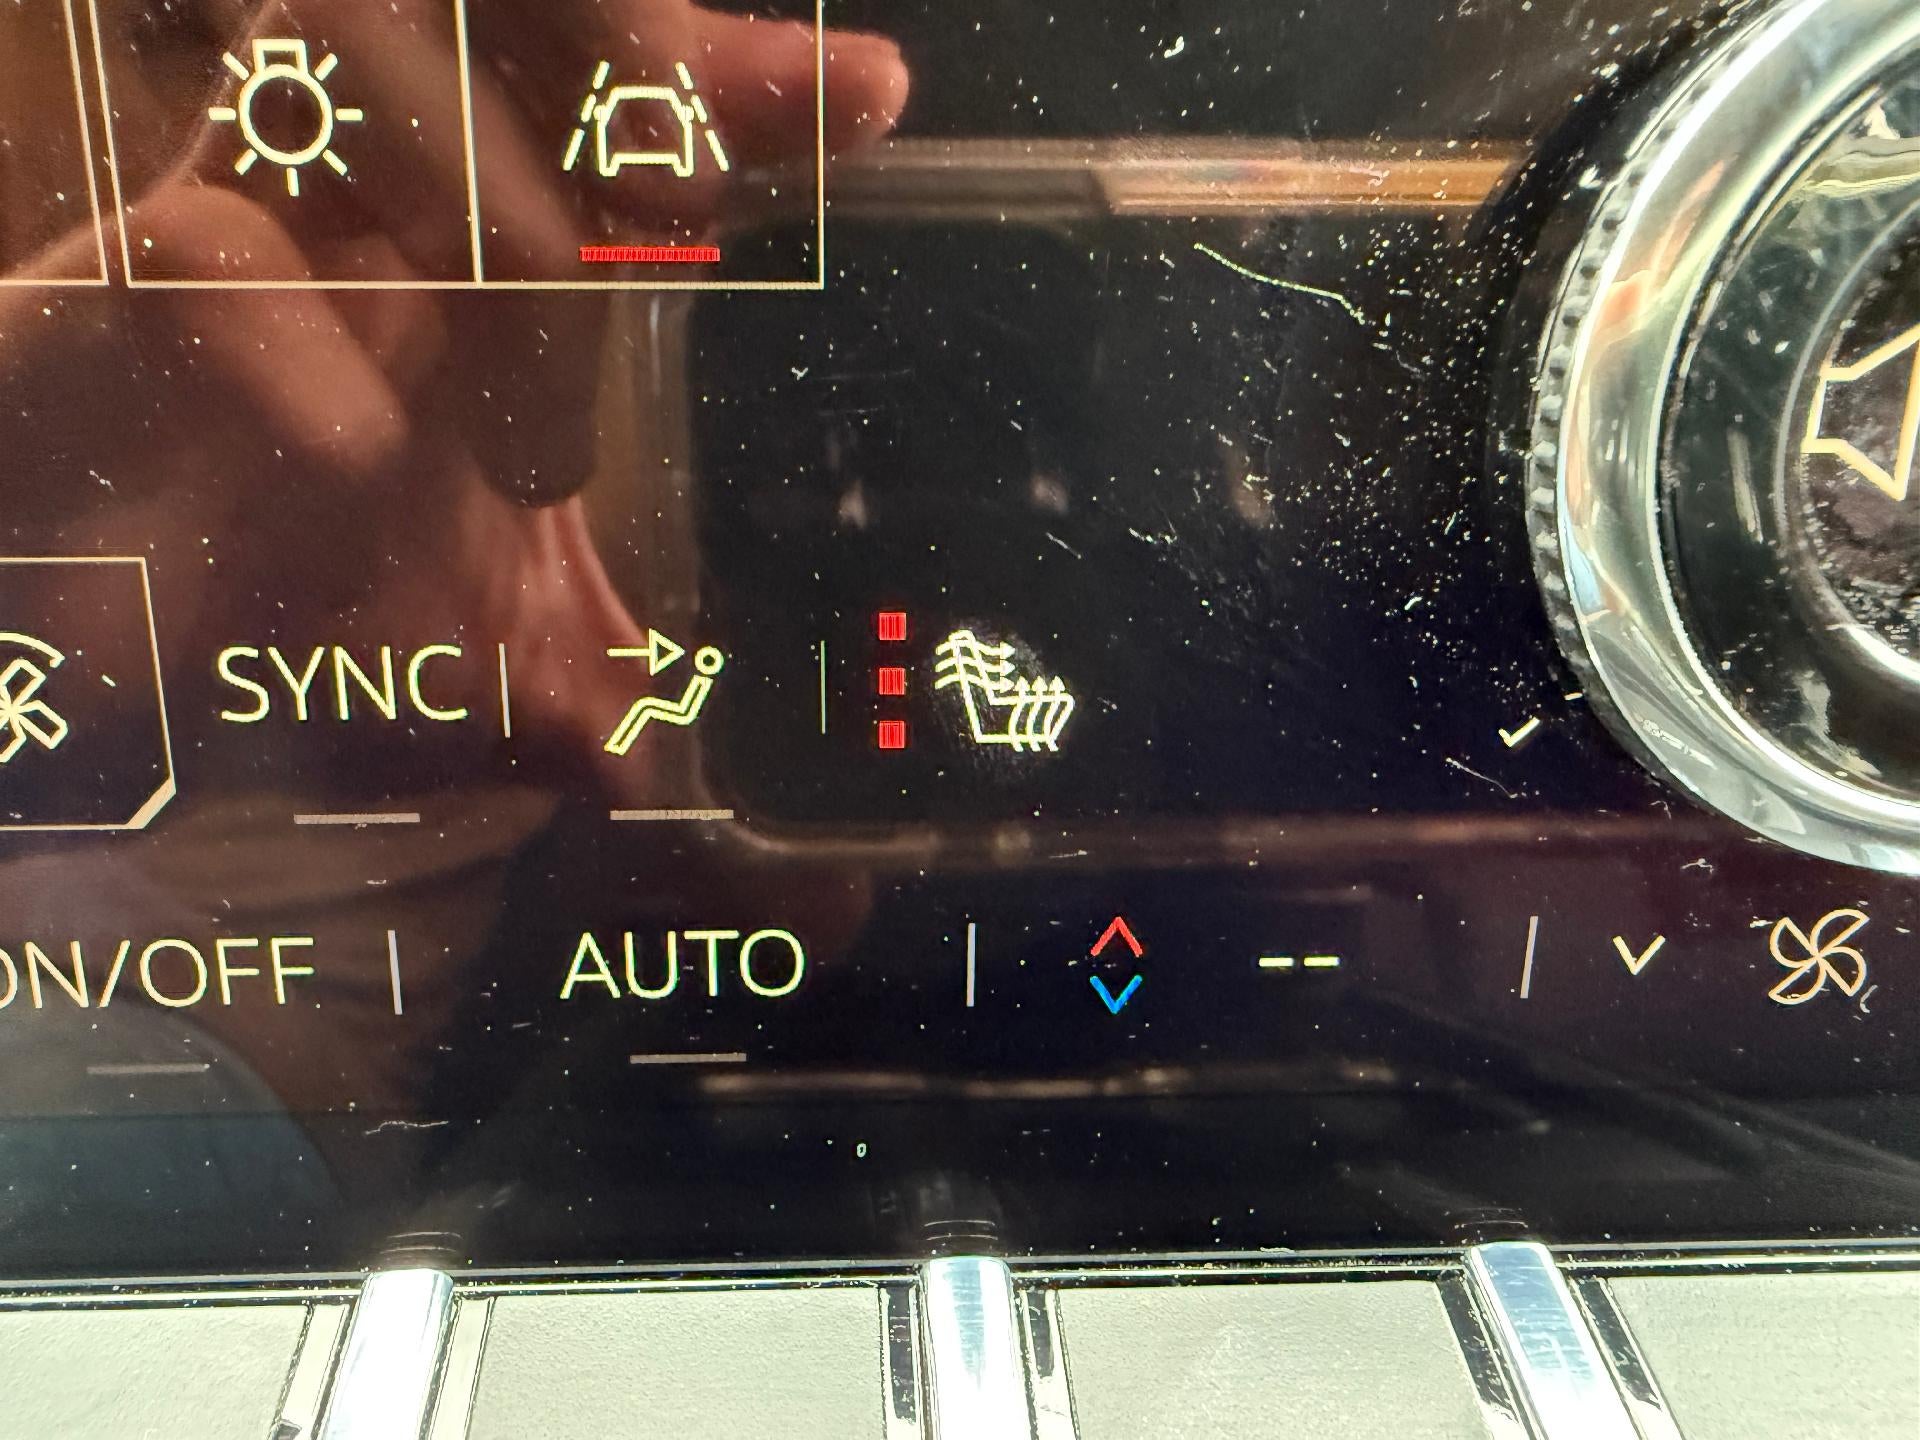 SYNC
ON/OFF
AUTO
--